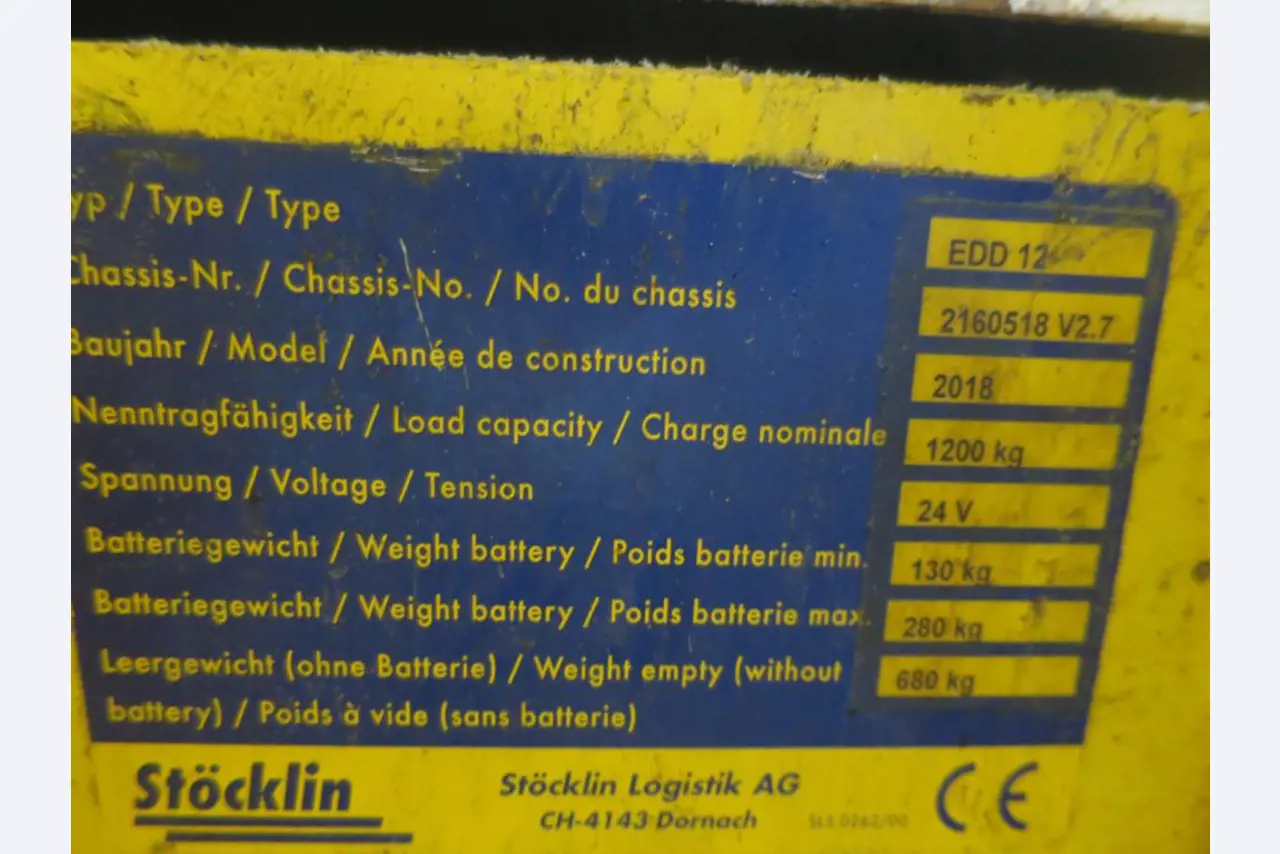 yp / Type / Type EDD 12
Chassis-Nr. / Chassis-No. / No. du chassis 2160518 V2.7
Baujahr / Model / Année de construction 2018
Nenntragfähigkeit / Load capacity / Charge nominale 1200 kg
Spannung / Voltage / Tension 24 V
Batteriegewicht / Weight battery / Poids batterie min. 130 kg
Batteriegewicht / Weight battery / Poids batterie max. 280 kg
Leergewicht (ohne Batterie) / Weight empty (without 680 kg
battery) / Poids à vide (sans batterie)
Stöcklin Stöcklin Logistik AG CE
CH-4143 Dornach